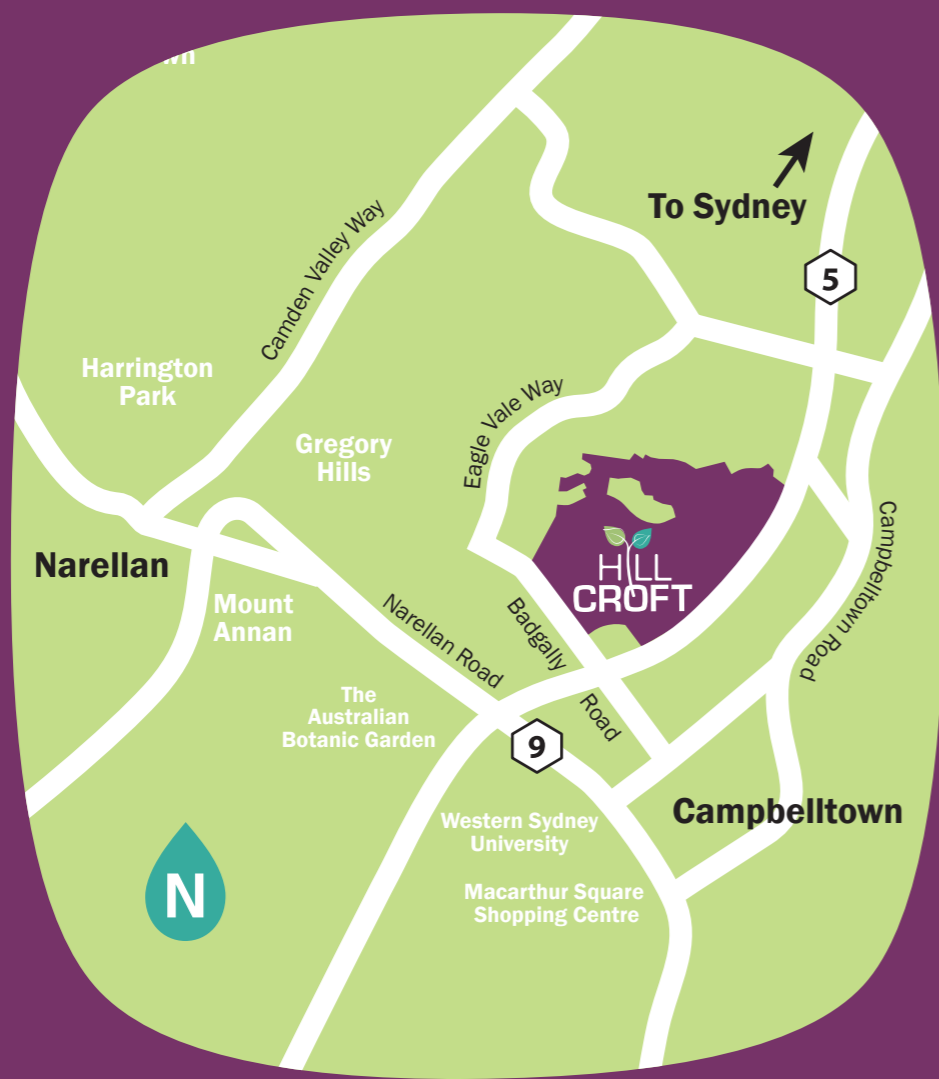 To Sydney
5
Camden Valley Way
Harrington
Park
Eagle Vale Way
Gregory
Hills
HILL
CROFT
Campbelltown Road
Narellan
Mount
Annan
Narellan Road
Badgally
Road
The
Australian
Botanic Garden
9
Campbelltown
Western Sydney
University
Macarthur Square
Shopping Centre
N